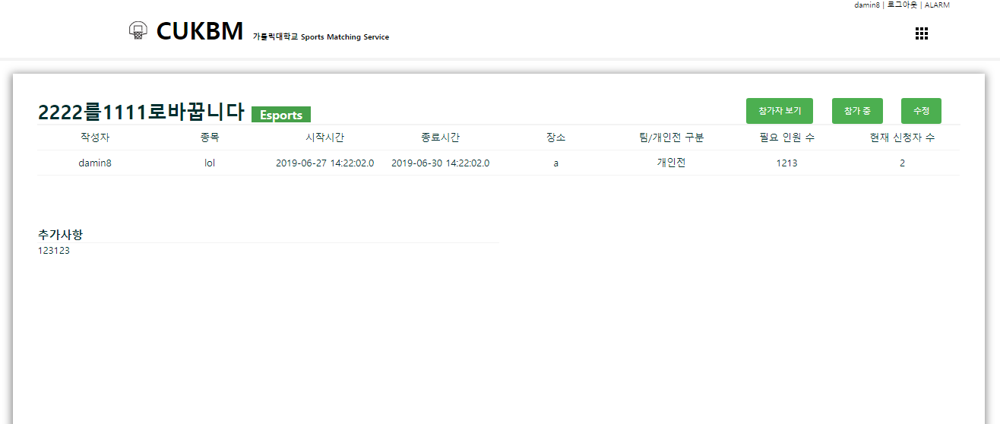 damin8 | 로그아웃 | ALARM
CUKBM 가톨릭대학교 Sports Matching Service
2222를1111로바꿉니다 Esports 참가자 보기 참가 중 수정
작성자 종목 시작시간 종료시간 장소 팀/개인전 구분 필요 인원 수 현재 신청자 수
damin8 lol 2019-06-27 14:22:02.0 2019-06-30 14:22:02.0 a 개인전 1213 2
추가사항
123123